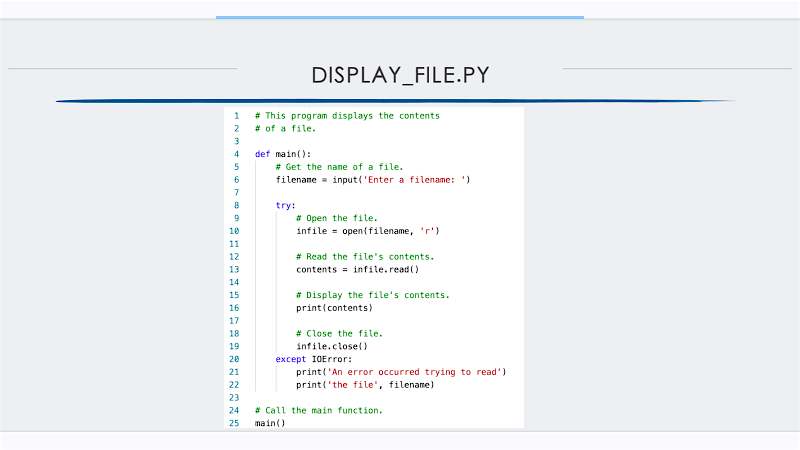 DISPLAY_FILE.PY
1 # This program displays the contents
2 # of a file.
3
4 def main():
5     # Get the name of a file.
6     filename = input('Enter a filename: ')
7
8     try:
9         # Open the file.
10         infile = open(filename, 'r')
11
12         # Read the file's contents.
13         contents = infile.read()
14
15         # Display the file's contents.
16         print(contents)
17
18         # Close the file.
19         infile.close()
20     except IOError:
21         print('An error occurred trying to read')
22         print('the file', filename)
23
24 # Call the main function.
25 main()